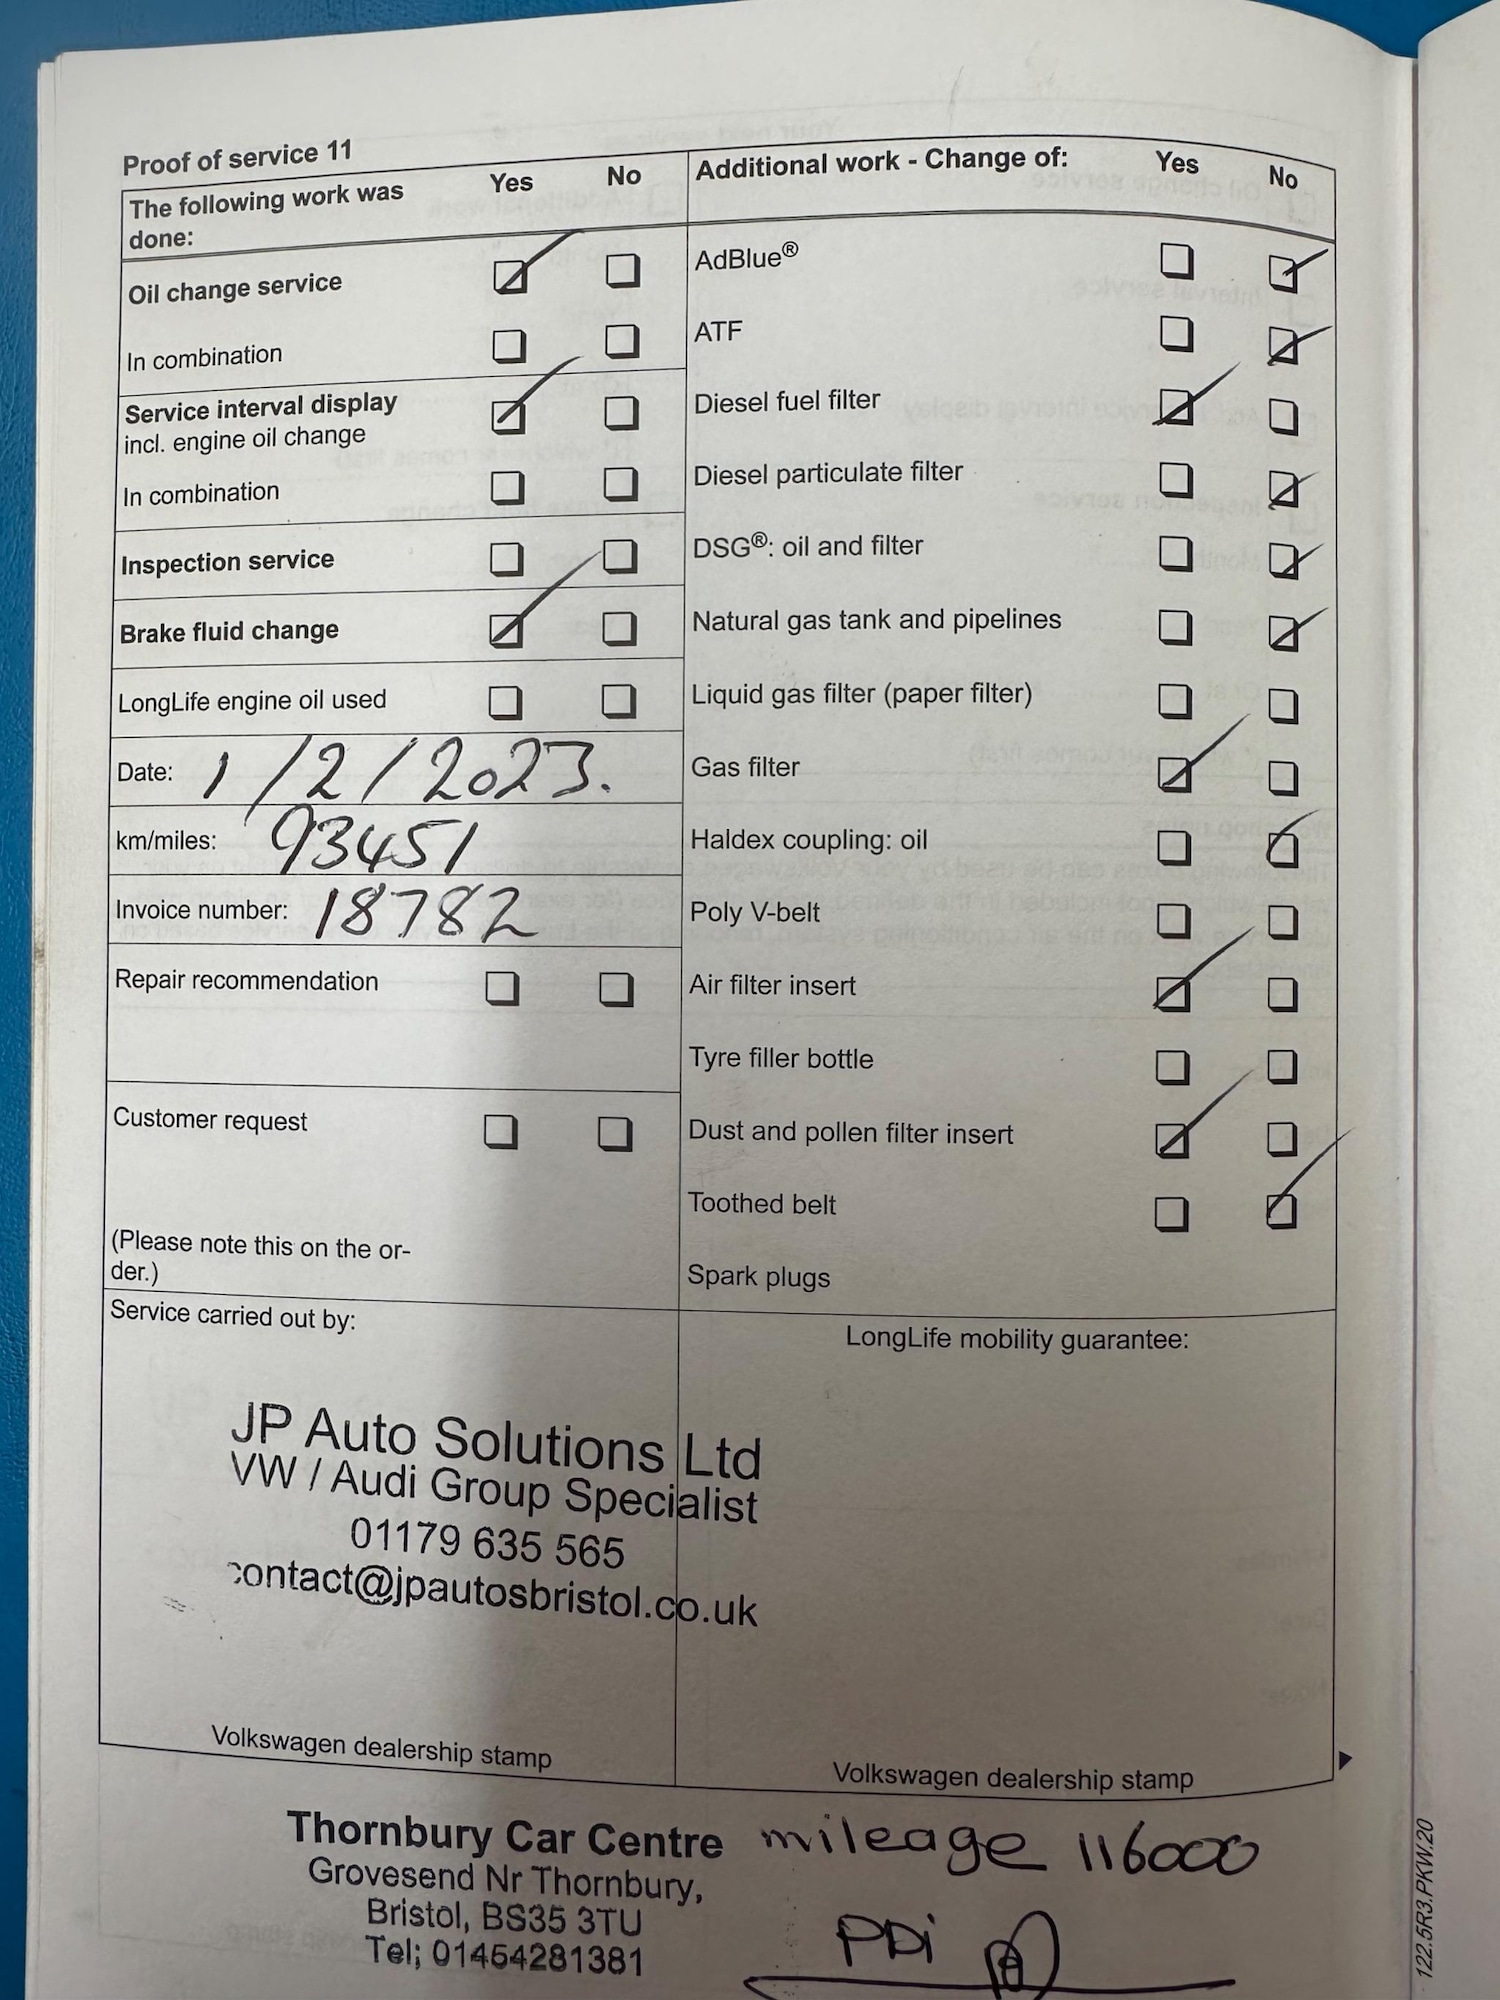 Proof of service 11
The following work was done:
Yes No
Oil change service
In combination
Service interval display
incl. engine oil change
In combination
Inspection service
Brake fluid change
LongLife engine oil used
Date: 1/2/2023.
km/miles: 93451
Invoice number: 18782
Repair recommendation
Customer request
(Please note this on the or-
der.)
Additional work - Change of: Yes No
AdBlue®
ATF
Diesel fuel filter
Diesel particulate filter
DSG®: oil and filter
Natural gas tank and pipelines
Liquid gas filter (paper filter)
Gas filter
Haldex coupling: oil
Poly V-belt
Air filter insert
Tyre filler bottle
Dust and pollen filter insert
Toothed belt
Spark plugs
Service carried out by:
JP Auto Solutions Ltd
VW / Audi Group Specialist
01179 635 565
contact@jpautosbristol.co.uk
Volkswagen dealership stamp
LongLife mobility guarantee:
Volkswagen dealership stamp
Thornbury Car Centre
Grovesend Nr Thornbury,
Bristol, BS35 3TU
Tel; 01454281381
mileage 116000
PDi
122.5R3.PKW.20